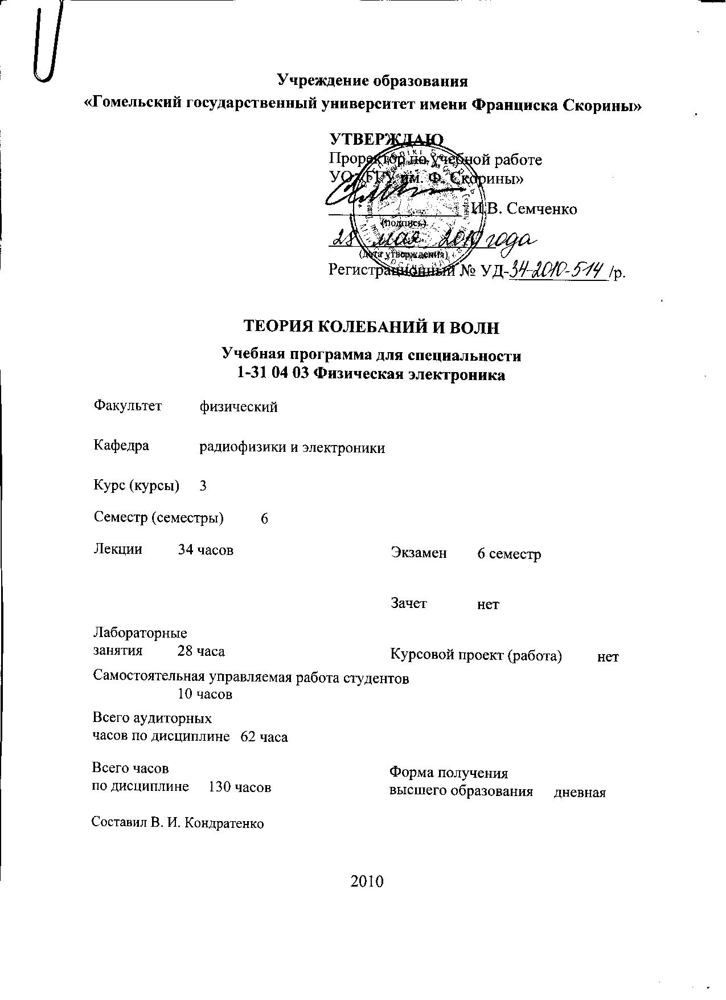 Учреждение образования
«Гомельский государственный университет имени Франциска Скорины»
УТВЕРЖДАЮ
Проректор по учебной работе
УО «ГГУ им. Ф. Скорины»
И.В. Семченко
(подпись)
28 мая 2010 года
(дата утверждения)
Регистрационный № УД-34-2010-514 /р.
ТЕОРИЯ КОЛЕБАНИЙ И ВОЛН
Учебная программа для специальности
1-31 04 03 Физическая электроника
Факультет физический
Кафедра радиофизики и электроники
Курс (курсы) 3
Семестр (семестры) 6
Лекции 34 часов Экзамен 6 семестр
Зачет нет
Лабораторные
занятия 28 часа Курсовой проект (работа) нет
Самостоятельная управляемая работа студентов
10 часов
Всего аудиторных
часов по дисциплине 62 часа
Всего часов
по дисциплине 130 часов
Форма получения
высшего образования дневная
Составил В. И. Кондратенко
2010